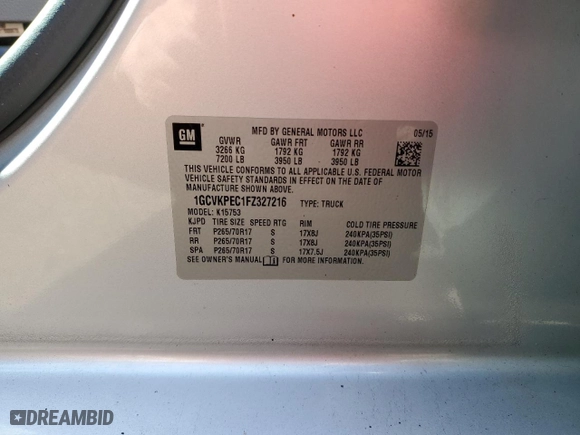 GM
MFD BY GENERAL MOTORS LLC 05/15
GVWR GAWR FRT GAWR RR
3266 KG 1792 KG 1792 KG
7200 LB 3950 LB 3950 LB
THIS VEHICLE CONFORMS TO ALL APPLICABLE U.S. FEDERAL MOTOR
VEHICLE SAFETY STANDARDS IN EFFECT ON THE DATE OF
MANUFACTURE SHOWN ABOVE.
1GCVKPEC1FZ327216 TYPE: TRUCK
MODEL: K15753
KJPD TIRE SIZE SPEED RTG RIM COLD TIRE PRESSURE
FRT P265/70R17 S 17X8J 240KPA(35PSI)
RR P265/70R17 S 17X8J 240KPA(35PSI)
SPA P265/70R17 S 17X7.5J 240KPA(35PSI)
SEE OWNER'S MANUAL FOR MORE INFORMATION.
DREAMBID